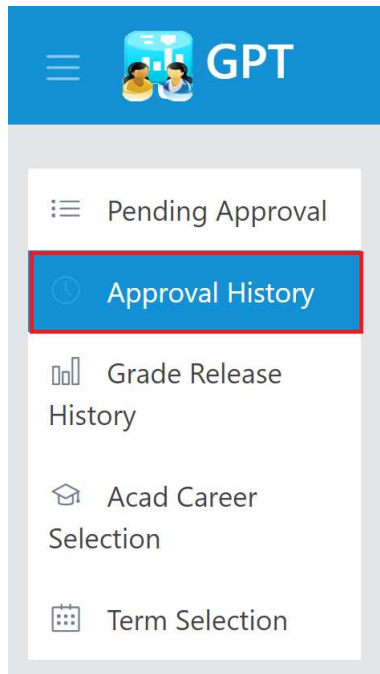 GPT
Pending Approval
Approval History
Grade Release
History
Acad Career
Selection
Term Selection